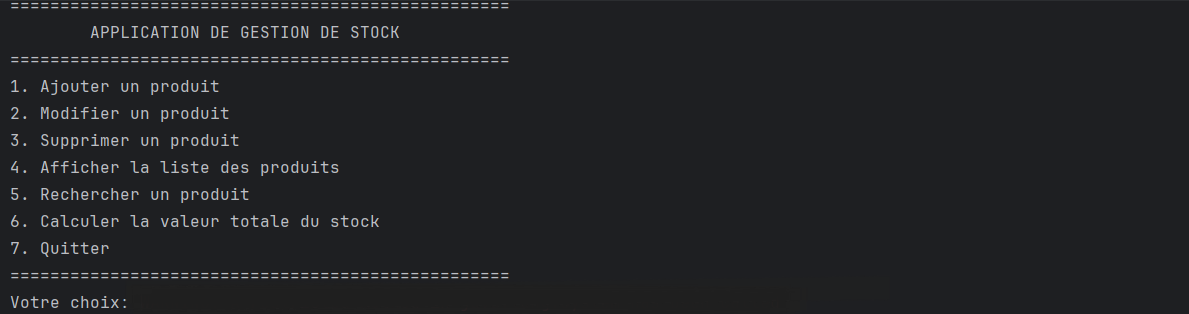 ==================================================
APPLICATION DE GESTION DE STOCK
==================================================
1. Ajouter un produit
2. Modifier un produit
3. Supprimer un produit
4. Afficher la liste des produits
5. Rechercher un produit
6. Calculer la valeur totale du stock
7. Quitter
==================================================
Votre choix: